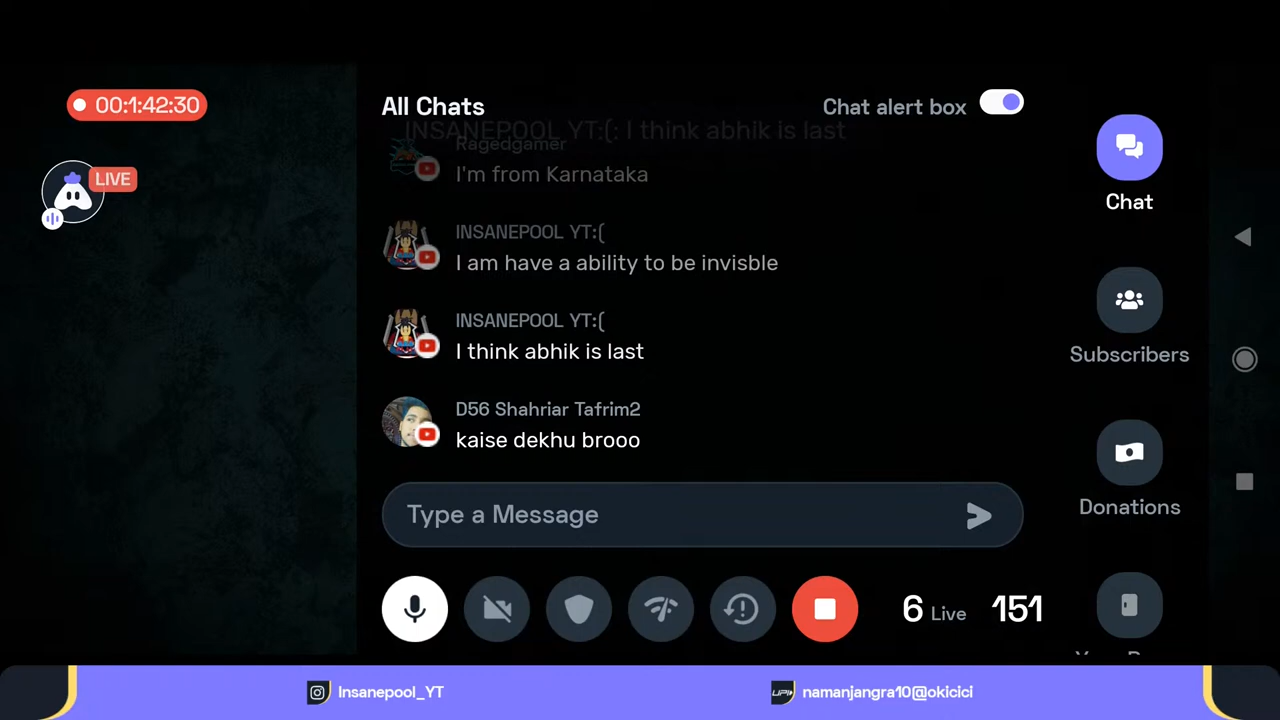 00:1:42:30
All Chats
Chat alert box
INSANEPOOL YT:(: I think abhik is last
Ragedgamer
I'm from Karnataka
LIVE
Chat
INSANEPOOL YT:(
I am have a ability to be invisble
INSANEPOOL YT:(
I think abhik is last
Subscribers
D56 Shahriar Tafrim2
kaise dekhu brooo
Type a Message
Donations
6 Live 151
Insanepool_YT
UPI
namanjangra10@okicici